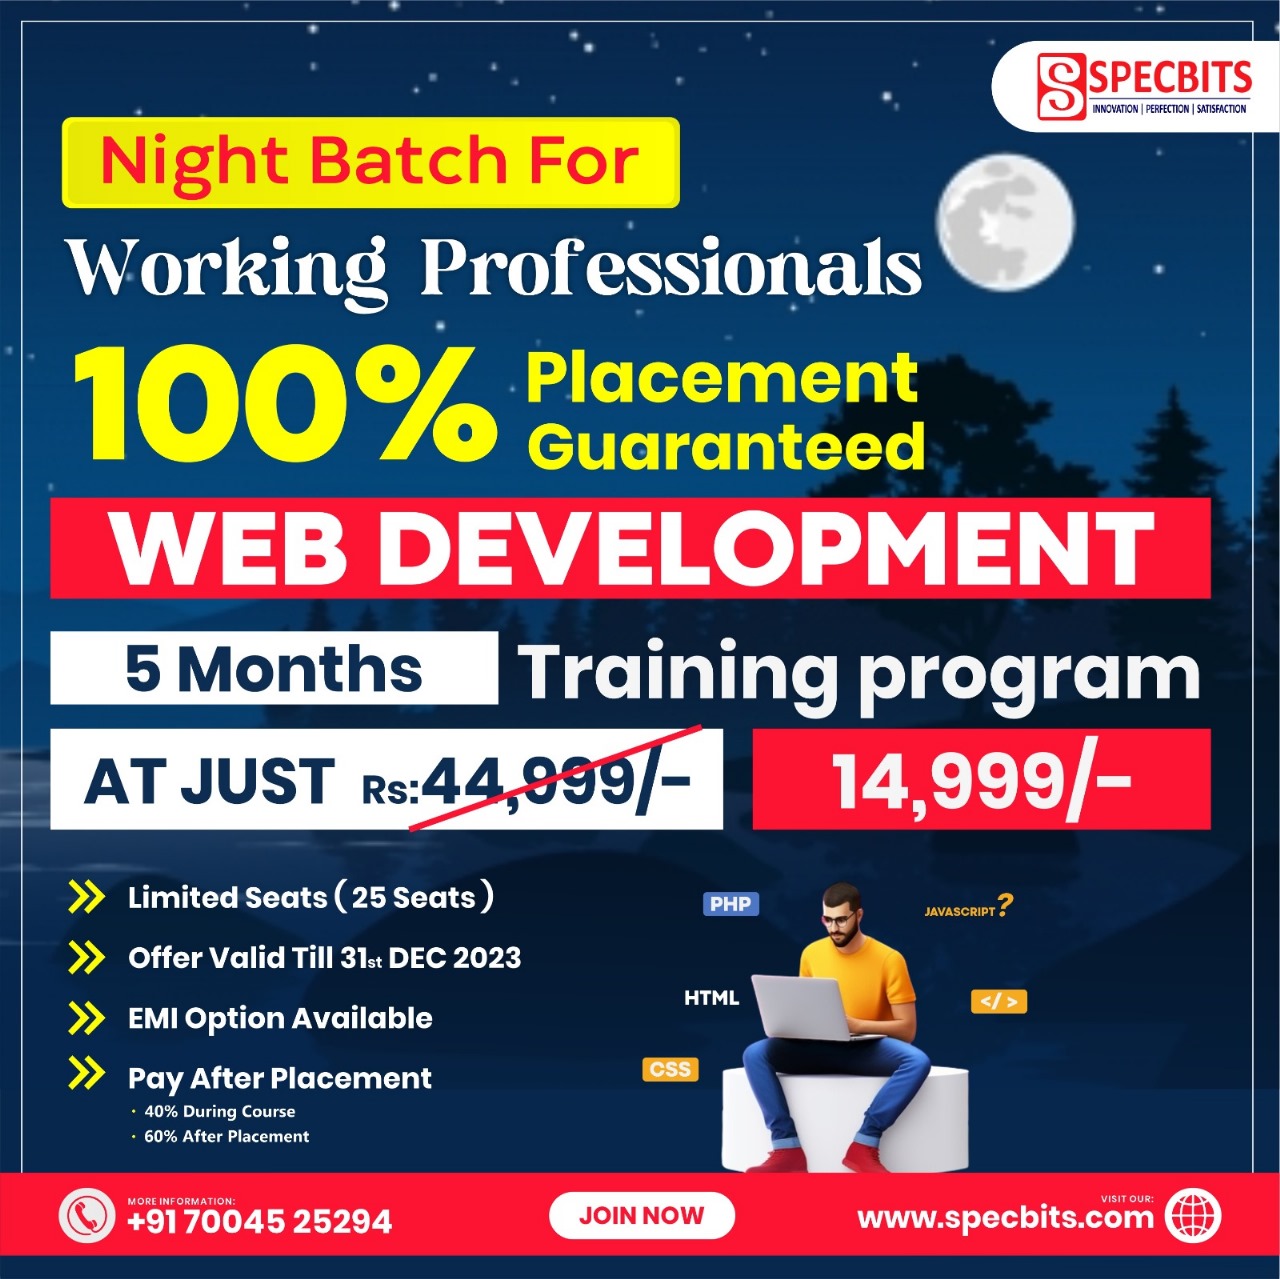 SPECBITS
INNOVATION | PERFECTION | SATISFACTION
Night Batch For
Working Professionals
100% Placement
Guaranteed
WEB DEVELOPMENT
5 Months Training program
AT JUST Rs:44,999/- 14,999/-
Limited Seats ( 25 Seats )
Offer Valid Till 31st DEC 2023
EMI Option Available
Pay After Placement
• 40% During Course
• 60% After Placement
PHP
JAVASCRIPT?
HTML
</>
CSS
MORE INFORMATION:
+91 70045 25294
JOIN NOW
VISIT OUR:
www.specbits.com